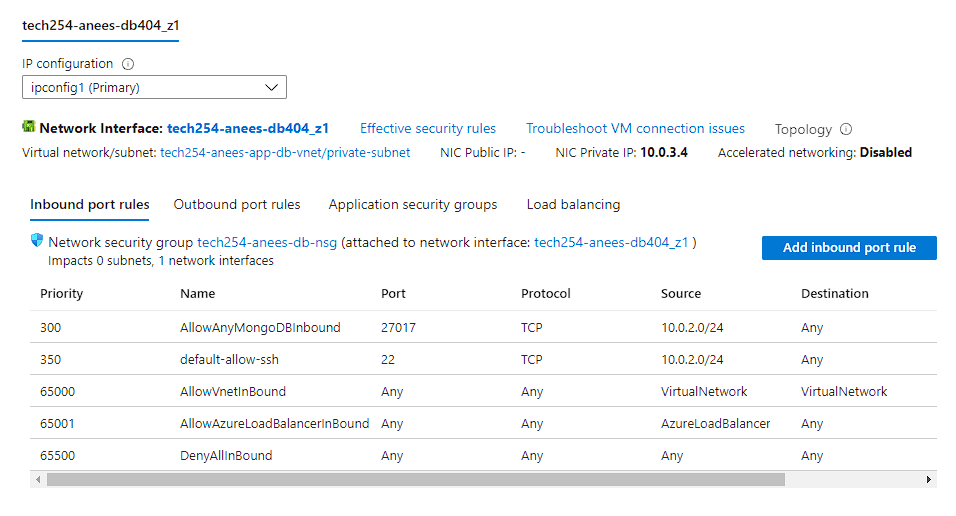 tech254-anees-db404_z1
IP configuration
ipconfig1 (Primary)
Network Interface: tech254-anees-db404_z1 Effective security rules Troubleshoot VM connection issues Topology
Virtual network/subnet: tech254-anees-app-db-vnet/private-subnet NIC Public IP: - NIC Private IP: 10.0.3.4 Accelerated networking: Disabled
Inbound port rules Outbound port rules Application security groups Load balancing
Network security group tech254-anees-db-nsg (attached to network interface: tech254-anees-db404_z1 )
Impacts 0 subnets, 1 network interfaces
Add inbound port rule
Priority Name Port Protocol Source Destination
300 AllowAnyMongoDBInbound 27017 TCP 10.0.2.0/24 Any
350 default-allow-ssh 22 TCP 10.0.2.0/24 Any
65000 AllowVnetInBound Any Any VirtualNetwork VirtualNetwork
65001 AllowAzureLoadBalancerInBound Any Any AzureLoadBalancer Any
65500 DenyAllInBound Any Any Any Any